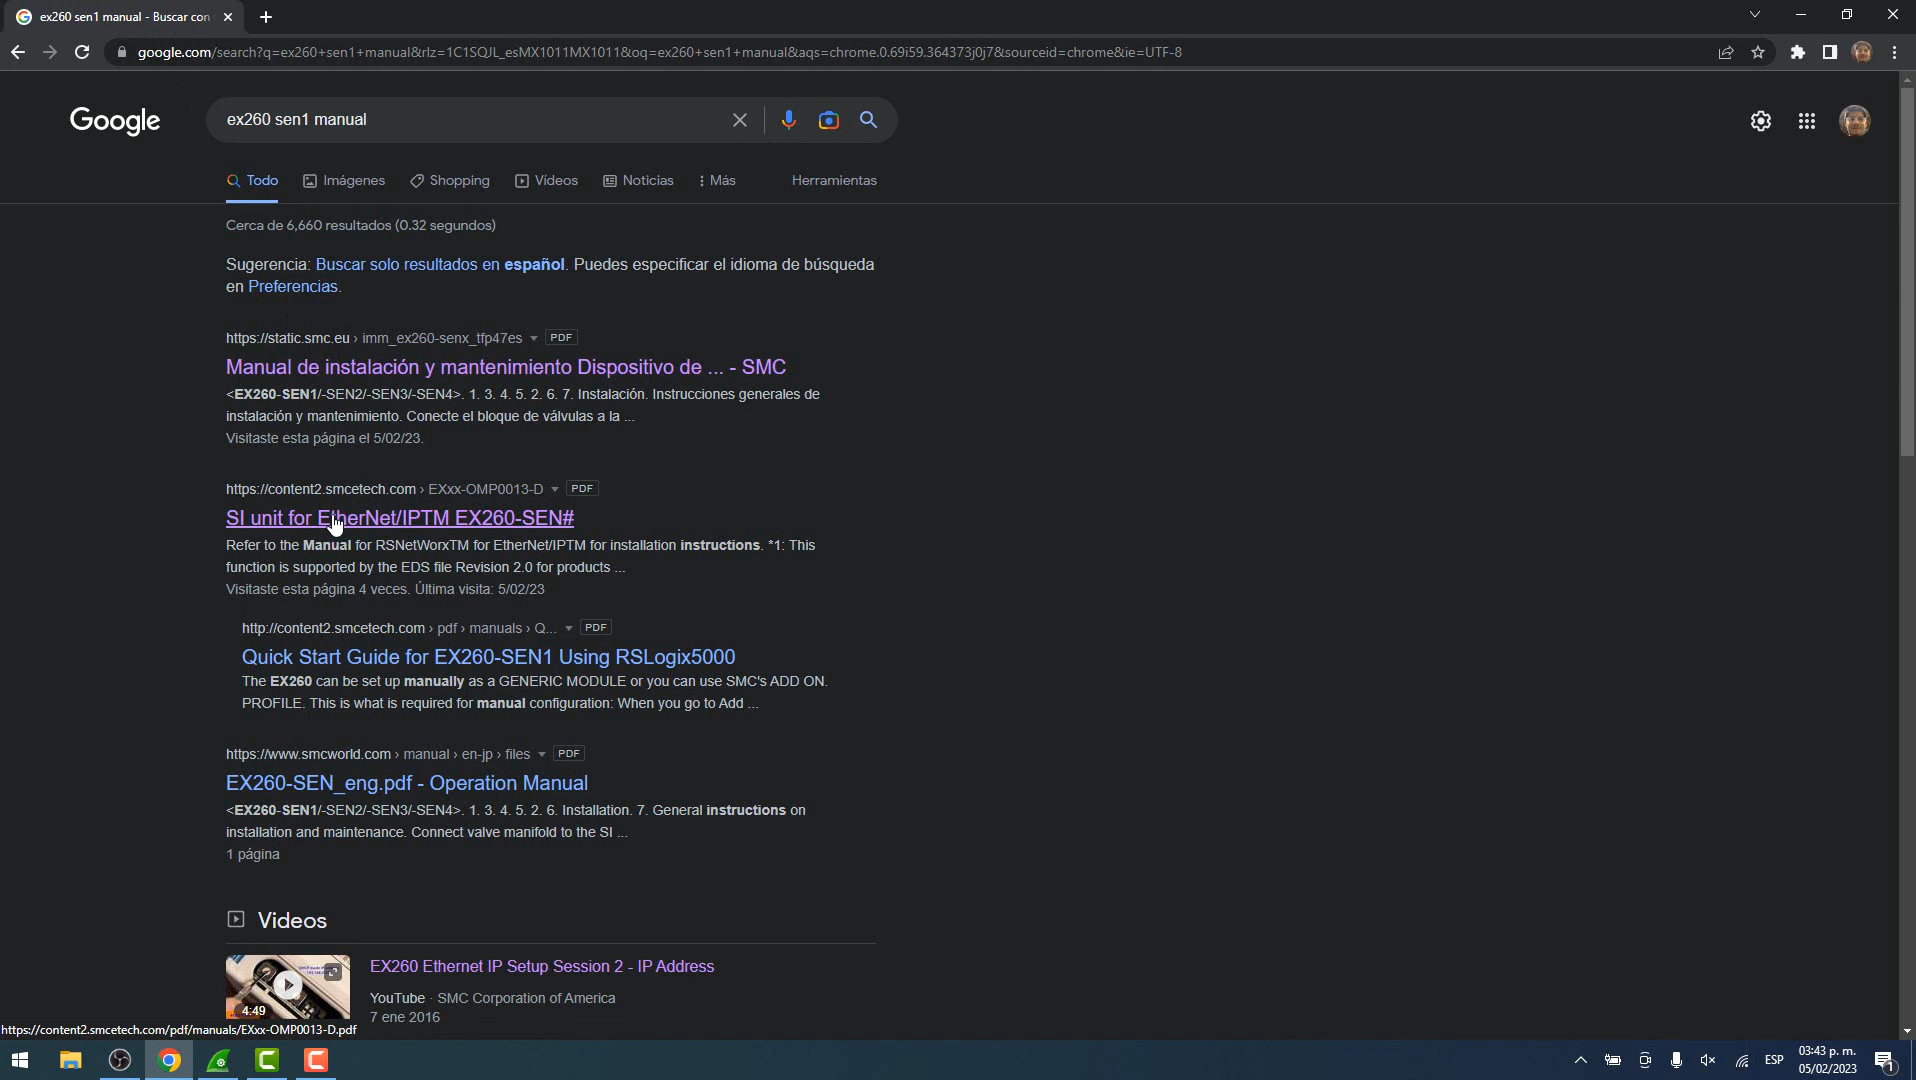 ex260 sen1 manual - Buscar con
google.com/search?q=ex260+sen1+manual&rlz=1C1SQJL_esMX1011MX1011&oq=ex260+sen1+manual&aqs=chrome.0.69i59.364373j0j7&sourceid=chrome&ie=UTF-8
Google
ex260 sen1 manual
Todo
Imágenes
Shopping
Videos
Noticias
Más
Herramientas
Cerca de 6,660 resultados (0.32 segundos)
Sugerencia: Buscar solo resultados en español. Puedes especificar el idioma de búsqueda
en Preferencias.
https://static.smc.eu › imm_ex260-senx_tfp47es PDF
Manual de instalación y mantenimiento Dispositivo de ... - SMC
<EX260-SEN1/-SEN2/-SEN3/-SEN4>. 1. 3. 4. 5. 2. 6. 7. Instalación. Instrucciones generales de
instalación y mantenimiento. Conecte el bloque de válvulas a la ...
Visitaste esta página el 5/02/23.
https://content2.smcetech.com › EXxx-OMP0013-D PDF
SI unit for EtherNet/IPTM EX260-SEN#
Refer to the Manual for RSNetWorxTM for EtherNet/IPTM for installation instructions. *1: This
function is supported by the EDS file Revision 2.0 for products ...
Visitaste esta página 4 veces. Última visita: 5/02/23
http://content2.smcetech.com › pdf › manuals › Q... PDF
Quick Start Guide for EX260-SEN1 Using RSLogix5000
The EX260 can be set up manually as a GENERIC MODULE or you can use SMC's ADD ON.
PROFILE. This is what is required for manual configuration: When you go to Add ...
https://www.smcworld.com › manual › en-jp › files PDF
EX260-SEN_eng.pdf - Operation Manual
<EX260-SEN1/-SEN2/-SEN3/-SEN4>. 1. 3. 4. 5. 2. 6. Installation. 7. General instructions on
installation and maintenance. Connect valve manifold to the SI ...
1 página
Videos
4:49
EX260 Ethernet IP Setup Session 2 - IP Address
YouTube · SMC Corporation of America
7 ene 2016
https://content2.smcetech.com/pdf/manuals/EXxx-OMP0013-D.pdf
ESP
03:43 p. m.
05/02/2023
1